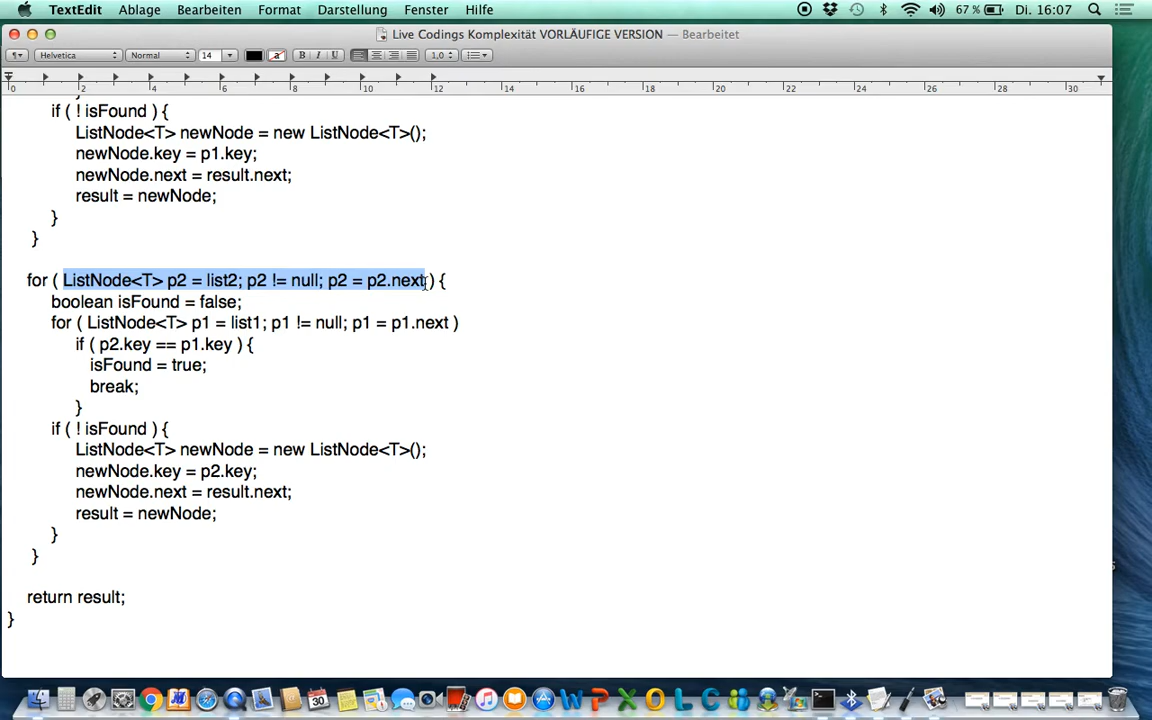 TextEdit Ablage Bearbeiten Format Darstellung Fenster Hilfe 67 % Di. 16:07
Live Codings Komplexität VORLÄUFIGE VERSION — Bearbeitet
Helvetica Normal 14 B I U 1,0
0 2 4 6 8 10 12 14 16 18 20 22 24 26 28 30
if ( ! isFound ) {
ListNode<T> newNode = new ListNode<T>();
newNode.key = p1.key;
newNode.next = result.next;
result = newNode;
}
}
for ( ListNode<T> p2 = list2; p2 != null; p2 = p2.next ) {
boolean isFound = false;
for ( ListNode<T> p1 = list1; p1 != null; p1 = p1.next )
if ( p2.key == p1.key ) {
isFound = true;
break;
}
if ( ! isFound ) {
ListNode<T> newNode = new ListNode<T>();
newNode.key = p2.key;
newNode.next = result.next;
result = newNode;
}
}
return result;
}